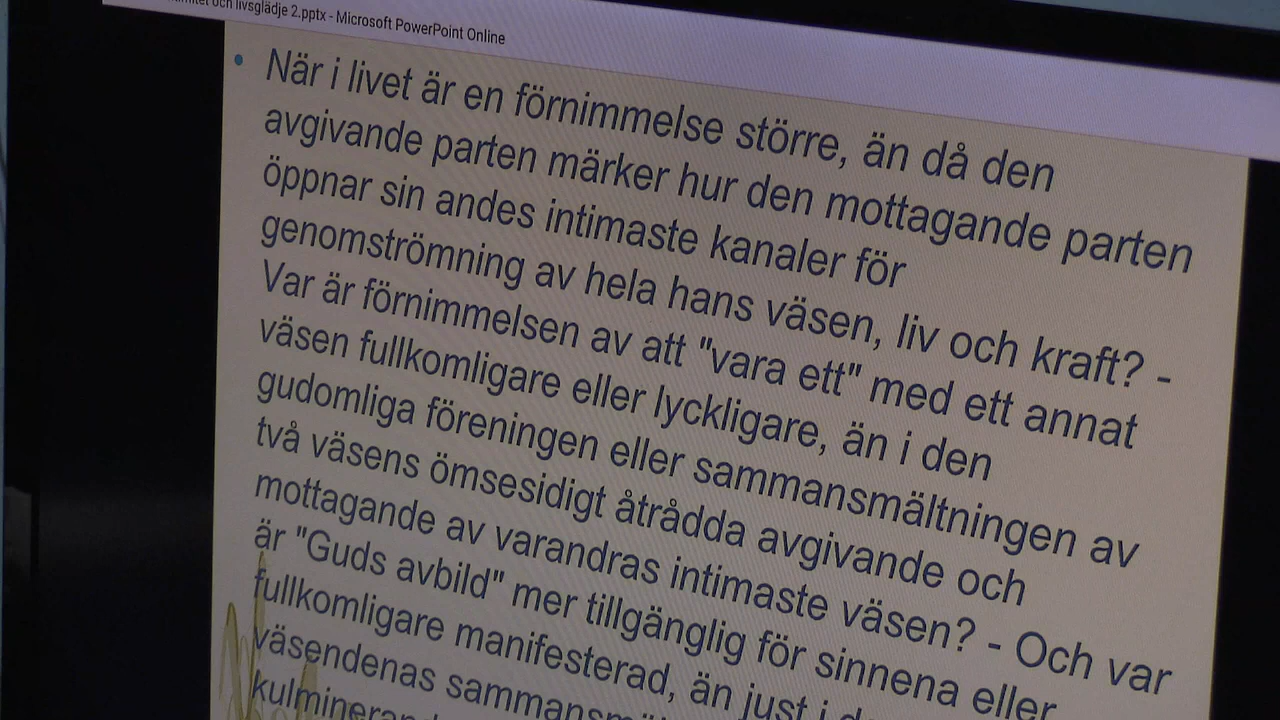 och livsglädje 2.pptx - Microsoft PowerPoint Online
• När i livet är en förnimmelse större, än då den
avgivande parten märker hur den mottagande parten
öppnar sin andes intimaste kanaler för
genomströmning av hela hans väsen, liv och kraft? -
Var är förnimmelsen av att "vara ett" med ett annat
väsen fullkomligare eller lyckligare, än i den
gudomliga föreningen eller sammansmältningen av
två väsens ömsesidigt åtrådda avgivande och
mottagande av varandras intimaste väsen? - Och var
är "Guds avbild" mer tillgänglig för sinnena eller
fullkomligare manifesterad, än just i
väsendenas